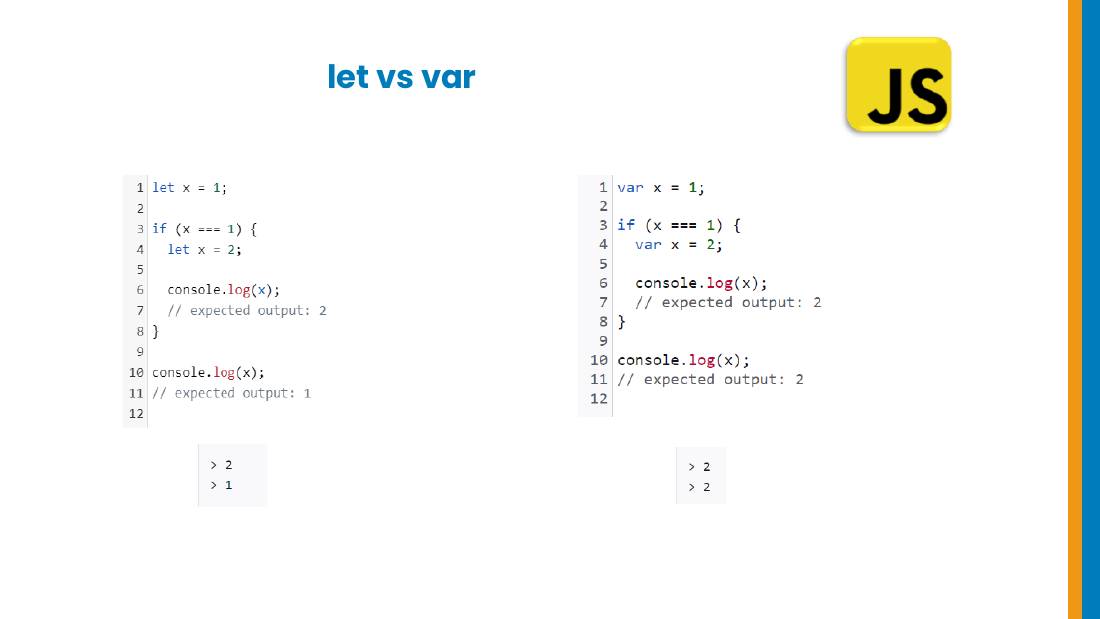 let vs var
JS
1 let x = 1;
2
3 if (x === 1) {
4   let x = 2;
5
6   console.log(x);
7   // expected output: 2
8 }
9
10 console.log(x);
11 // expected output: 1
12
> 2
> 1
1 var x = 1;
2
3 if (x === 1) {
4   var x = 2;
5
6   console.log(x);
7   // expected output: 2
8 }
9
10 console.log(x);
11 // expected output: 2
12
> 2
> 2